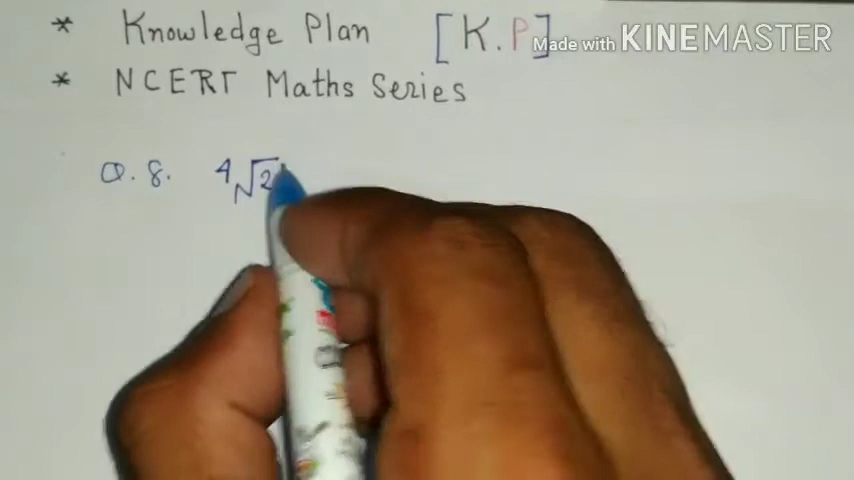 * Knowledge Plan [K.P]
Made with KINEMASTER
* NCERT Maths Series
Q. 8. 4√2